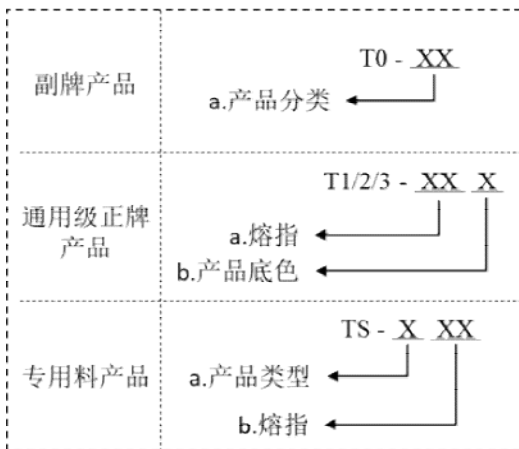 副牌产品
T0 - XX
a.产品分类
通用级正牌
产品
T1/2/3 - XX X
a.熔指
b.产品底色
专用料产品
TS - X XX
a.产品类型
b.熔指